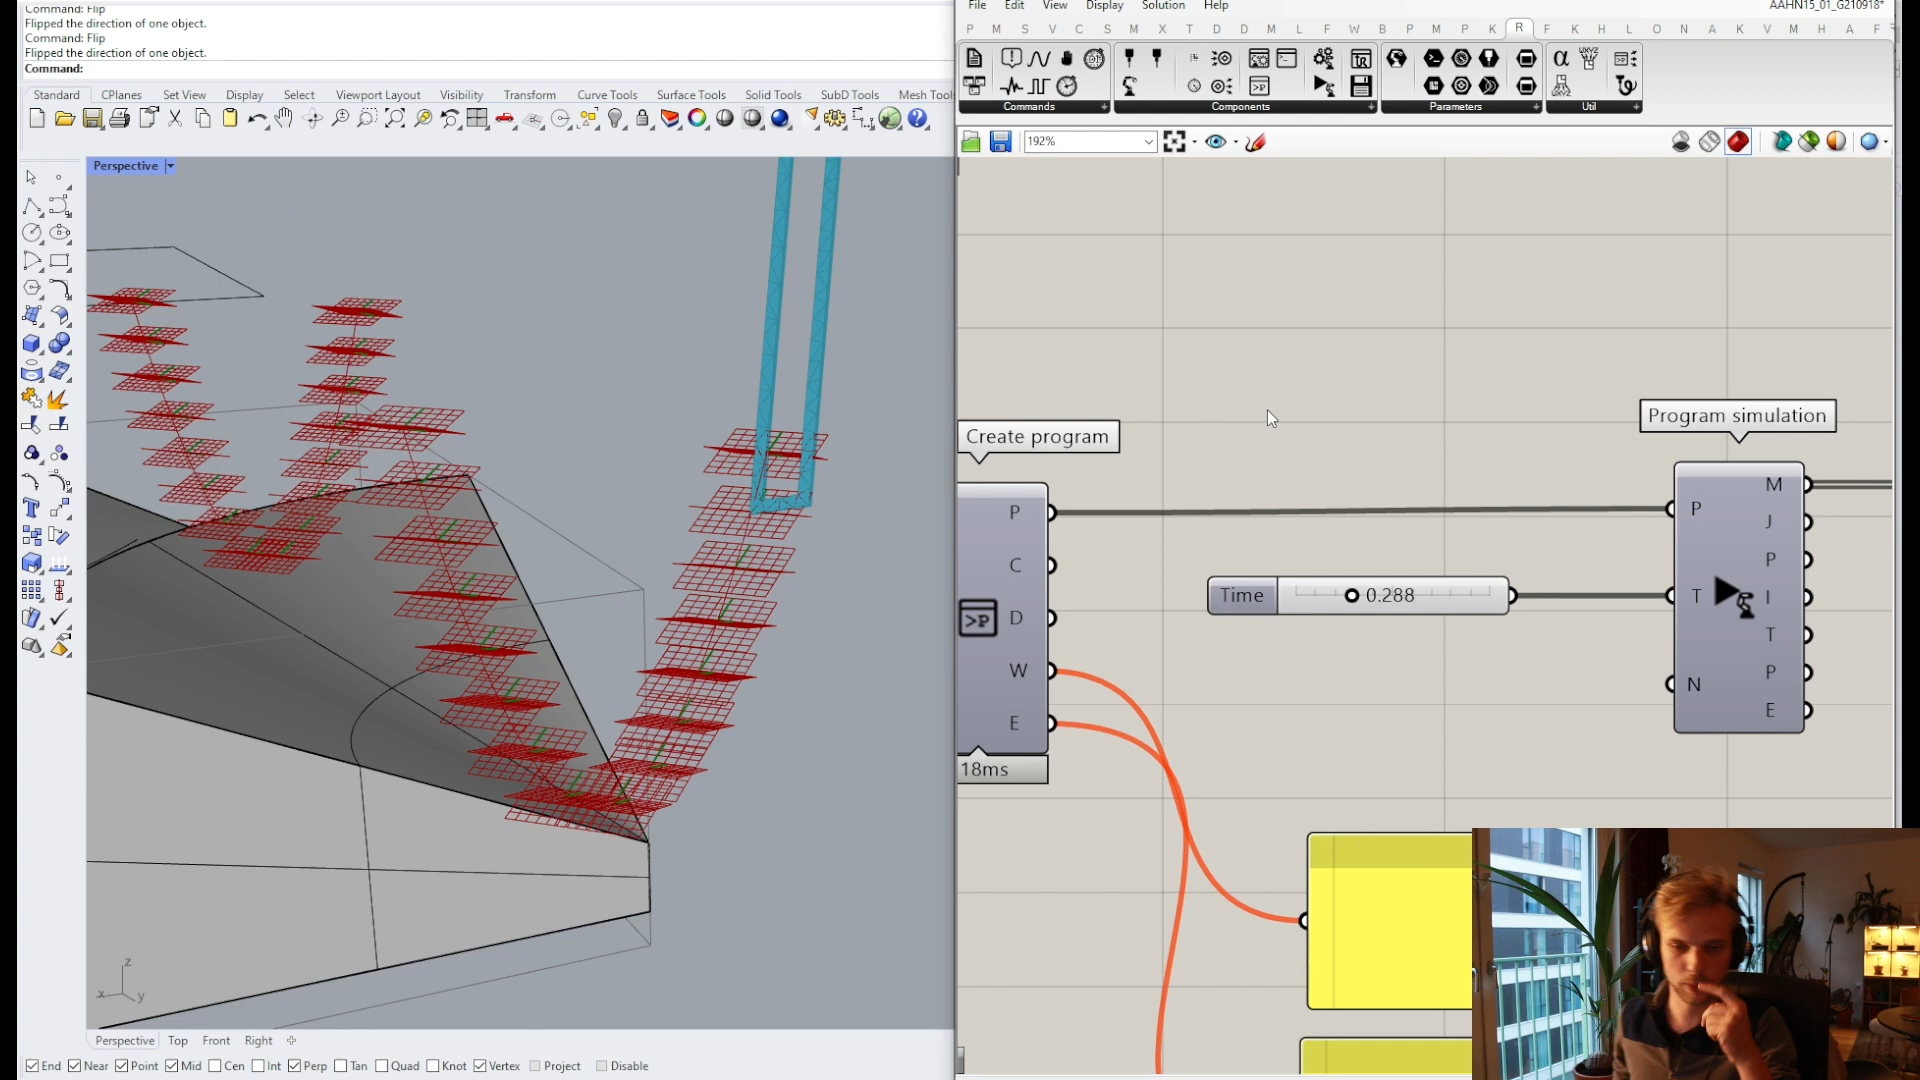 Command: Flip
Flipped the direction of one object.
Command: Flip
Flipped the direction of one object.
Command:
Standard CPlanes Set View Display Select Viewport Layout Visibility Transform Curve Tools Surface Tools Solid Tools SubD Tools Mesh Tool
Perspective
z
x y
Perspective Top Front Right
End Near Point Mid Cen Int Perp Tan Quad Knot Vertex Project Disable
File Edit View Display Solution Help
AAHN15_01_G210918*
P M S V C S M X T D D M L F W B P M P K R F K H L O N A K V M H A F
Commands Components Parameters Util
192%
Create program
P
C
D
W
E
>P
18ms
Time 0.288
Program simulation
P
T
N
M
J
P
I
T
P
E